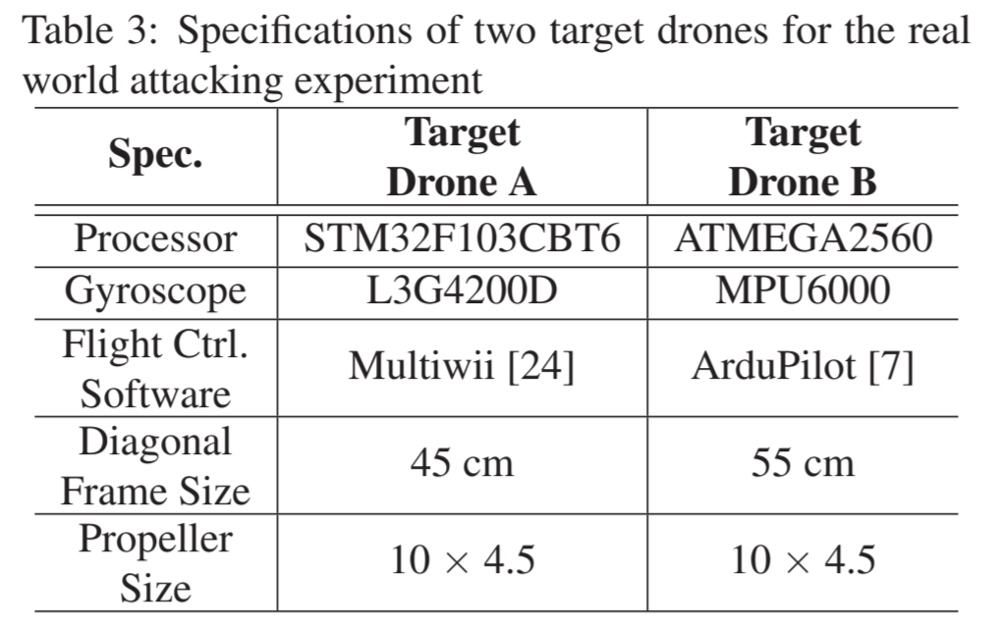 Table 3: Specifications of two target drones for the real
world attacking experiment
Spec. Target Drone A Target Drone B
Processor STM32F103CBT6 ATMEGA2560
Gyroscope L3G4200D MPU6000
Flight Ctrl. Software Multiwii [24] ArduPilot [7]
Diagonal Frame Size 45 cm 55 cm
Propeller Size 10 × 4.5 10 × 4.5